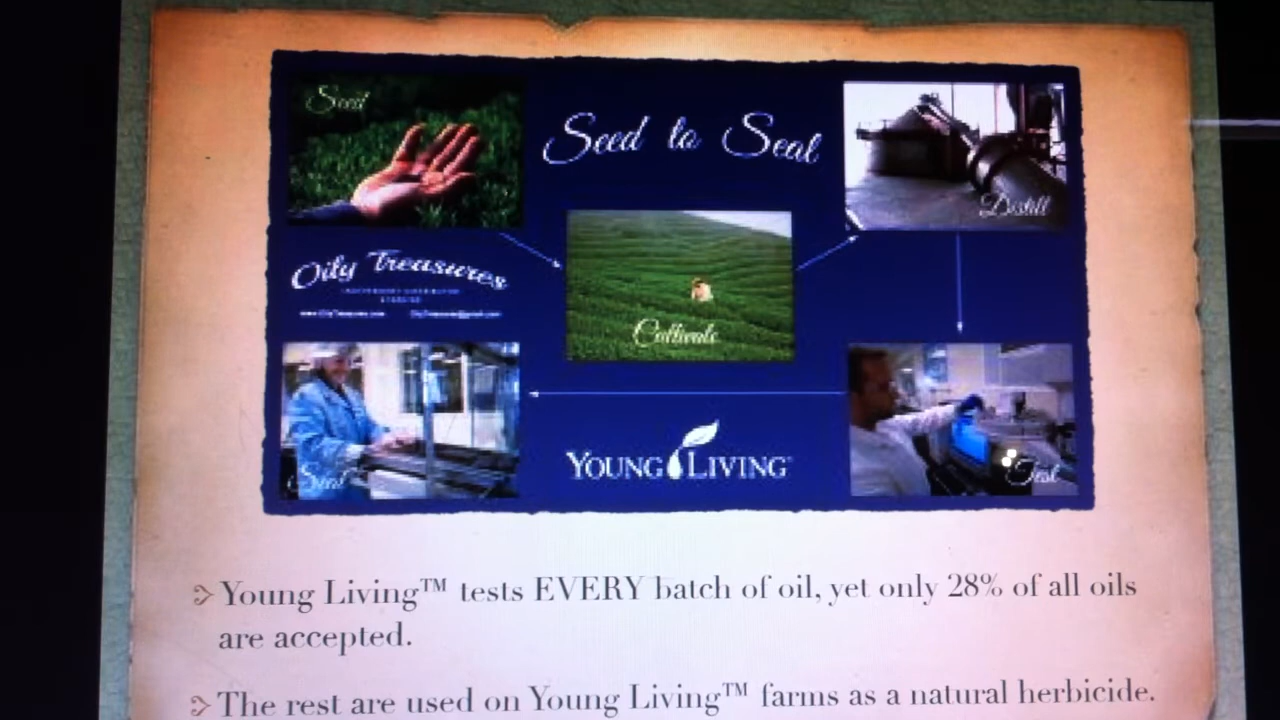 Seed
Seed to Seal
Distill
Oily Treasures
Cultivate
Seal
YOUNG LIVING™
Test
Young Living™ tests EVERY batch of oil, yet only 28% of all oils
are accepted.
The rest are used on Young Living™ farms as a natural herbicide.